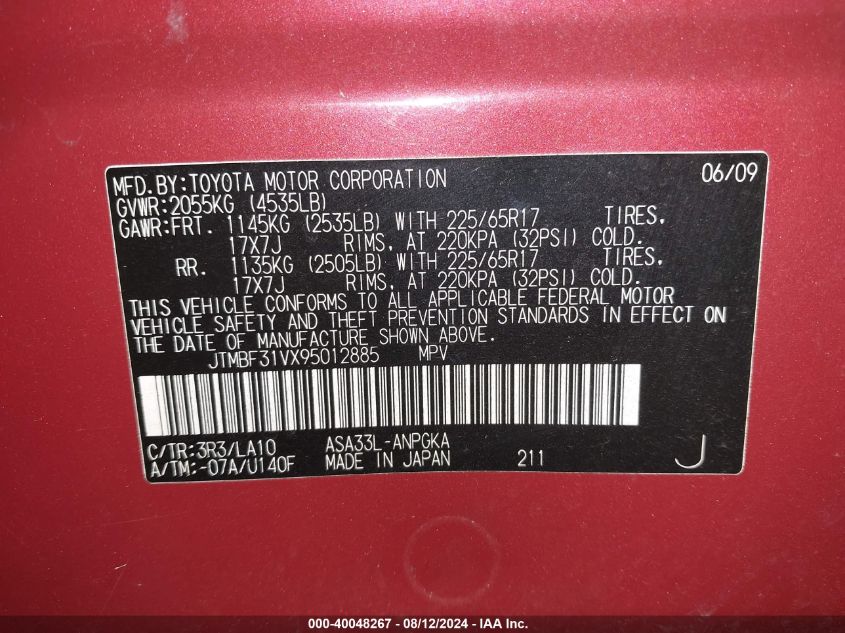 MFD.BY:TOYOTA MOTOR CORPORATION 06/09
GVWR:2055KG (4535LB)
GAWR:FRT. 1145KG (2535LB) WITH 225/65R17 TIRES,
17X7J RIMS, AT 220KPA (32PSI) COLD.
RR. 1135KG (2505LB) WITH 225/65R17 TIRES,
17X7J RIMS, AT 220KPA (32PSI) COLD.
THIS VEHICLE CONFORMS TO ALL APPLICABLE FEDERAL MOTOR
VEHICLE SAFETY AND THEFT PREVENTION STANDARDS IN EFFECT ON
THE DATE OF MANUFACTURE SHOWN ABOVE.
JTMBF31VX95012885 MPV
C/TR:3R3/LA10 ASA33L-ANPGKA
A/TM:-07A/U140F MADE IN JAPAN 211 J
000-40048267 - 08/12/2024 - IAA Inc.